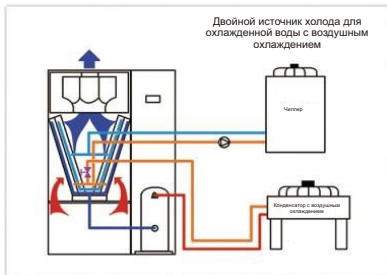 Двойной источник холода для
охлажденной воды с воздушным
охлаждением
Чиллер
Конденсатор с воздушным
охлаждением